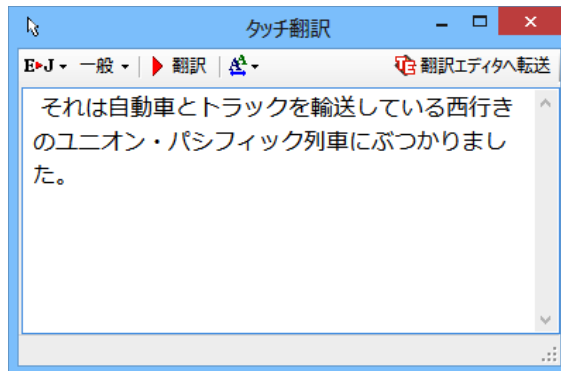 タッチ翻訳
E▸J 一般 翻訳 A 翻訳エディタへ転送
それは自動車とトラックを輸送している西行き
のユニオン・パシフィック列車にぶつかりまし
た。